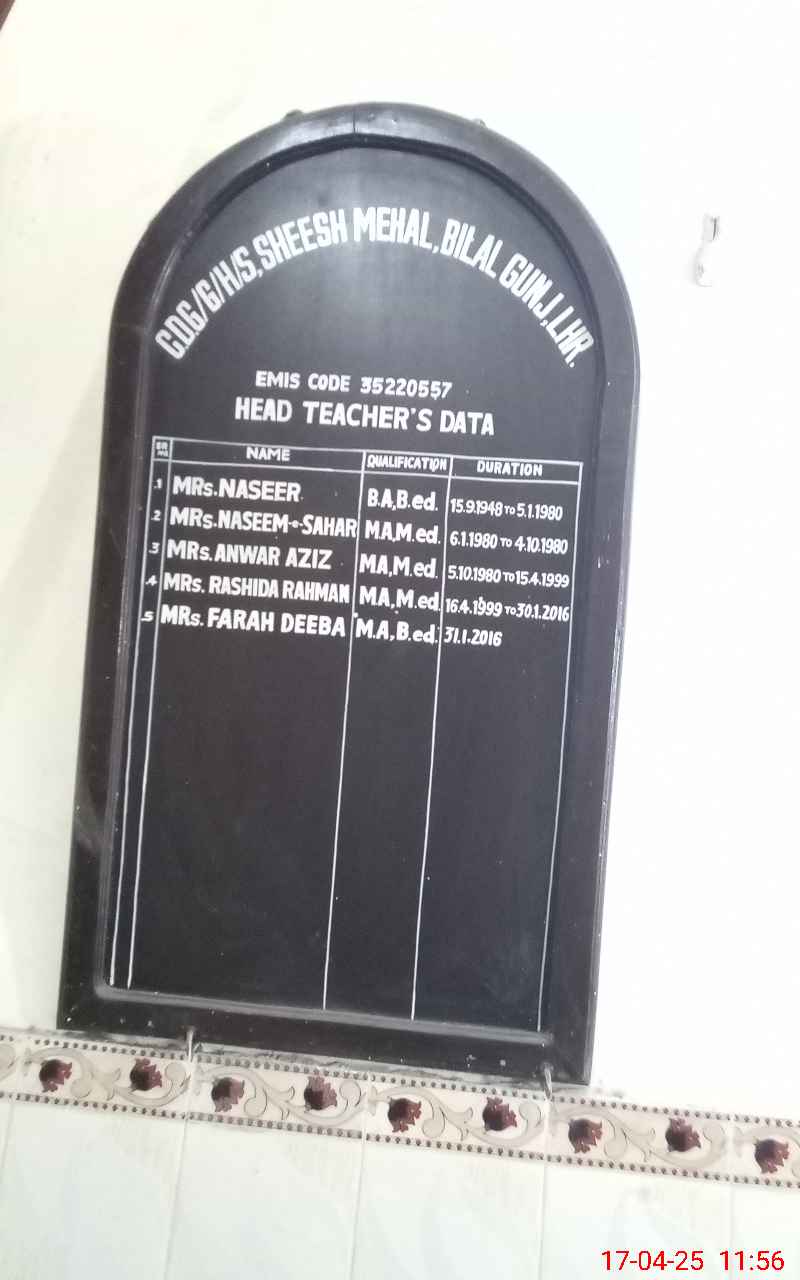 C.D.G/G/H/S, SHEESH MEHAL, BILAL GUNJ, LHR.
EMIS CODE 35220557
HEAD TEACHER'S DATA
SR NO. NAME QUALIFICATION DURATION
.1 MRs. NASEER B.A,B.ed. 15.9.1948 TO 5.1.1980
.2 MRs. NASEEM-e-SAHAR M.A,M.ed. 6.1.1980 TO 4.10.1980
.3 MRs. ANWAR AZIZ M.A,M.ed. 5.10.1980 TO 15.4.1999
.4 MRs. RASHIDA RAHMAN M.A,M.ed. 16.4.1999 TO 30.1.2016
.5 MRs. FARAH DEEBA M.A,B.ed. 31.1.2016
17-04-25 11:56